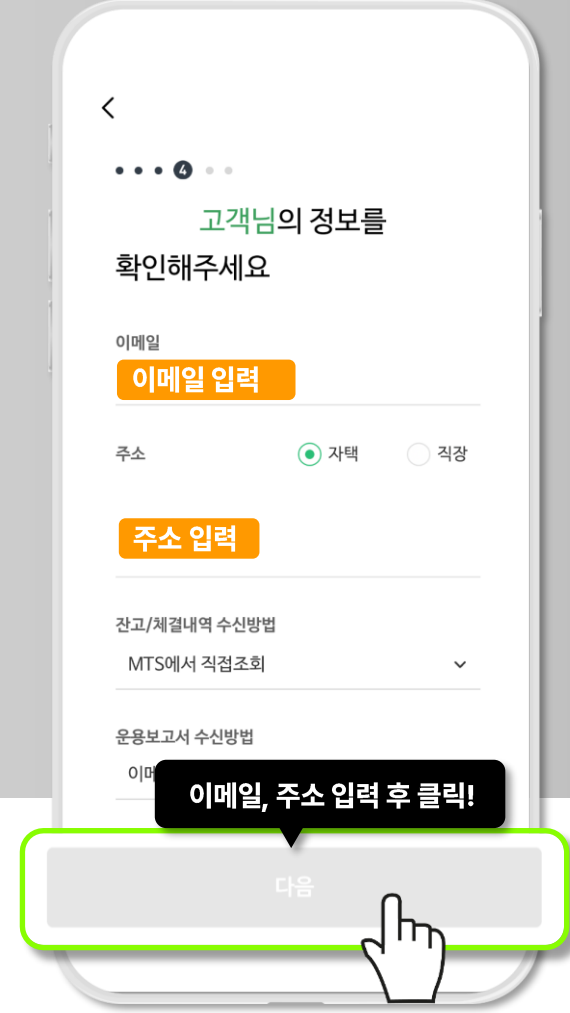 4
고객님의 정보를
확인해주세요
이메일
이메일 입력
주소
자택
직장
주소 입력
잔고/체결내역 수신방법
MTS에서 직접조회
운용보고서 수신방법
이메일, 주소 입력 후 클릭!
다음